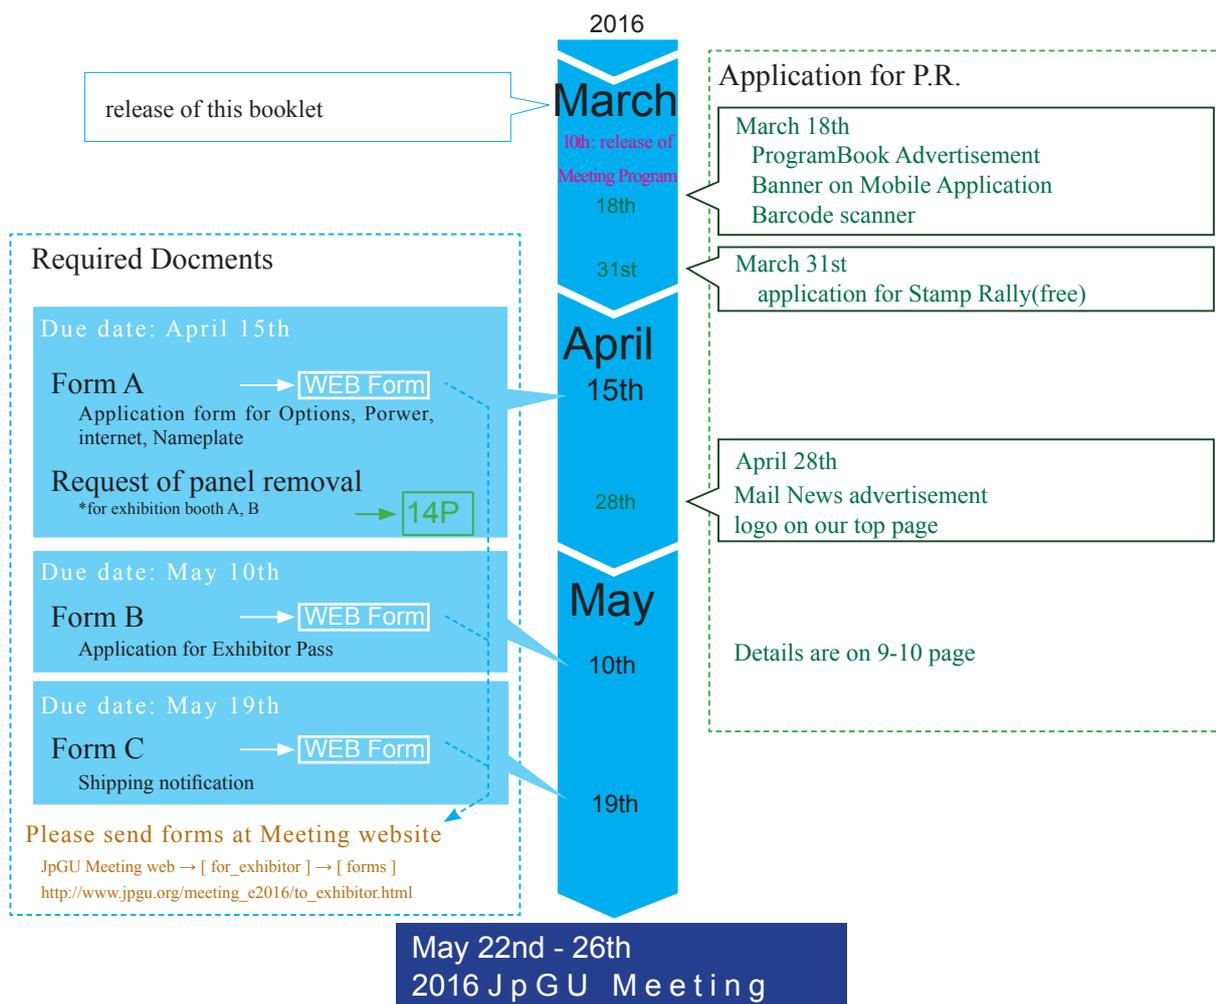 2016
release of this booklet
March
10th: release of
Meeting Program
18th
31st
April
15th
28th
May
10th
19th
Application for P.R.
March 18th
ProgramBook Advertisement
Banner on Mobile Application
Barcode scanner
March 31st
application for Stamp Rally(free)
April 28th
Mail News advertisement
logo on our top page
Details are on 9-10 page
Required Docments
Due date: April 15th
Form A → WEB Form
Application form for Options, Porwer,
internet, Nameplate
Request of panel removal
*for exhibition booth A, B
14P
Due date: May 10th
Form B → WEB Form
Application for Exhibitor Pass
Due date: May 19th
Form C → WEB Form
Shipping notification
Please send forms at Meeting website
JpGU Meeting web → [ for_exhibitor ] → [ forms ]
http://www.jpgu.org/meeting_e2016/to_exhibitor.html
May 22nd - 26th
2016 JpGU Meeting